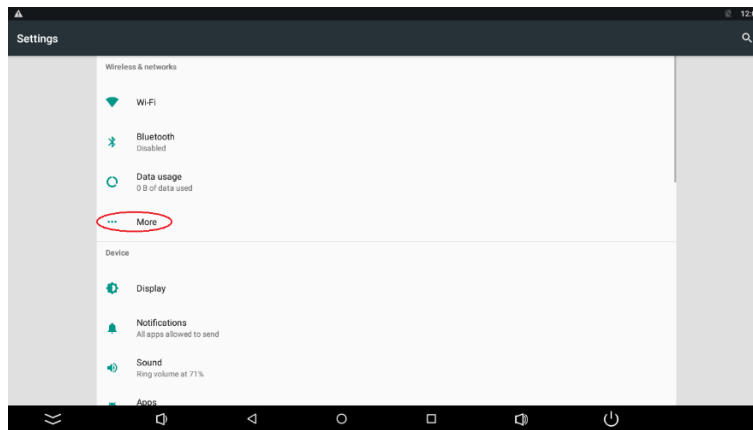 12:
Settings
Wireless & networks
Wi-Fi
Bluetooth
Disabled
Data usage
0 B of data used
More
Device
Display
Notifications
All apps allowed to send
Sound
Ring volume at 71%
Apps